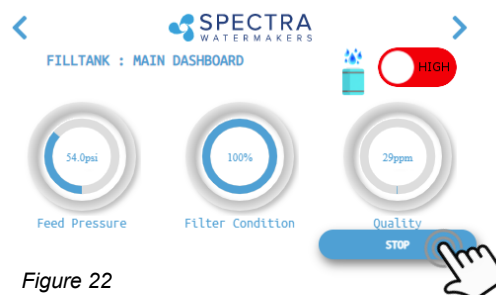 SPECTRA
WATERMAKERS
FILLTANK : MAIN DASHBOARD
HIGH
54.0psi
100%
29ppm
Feed Pressure
Filter Condition
Quality
STOP
Figure 22